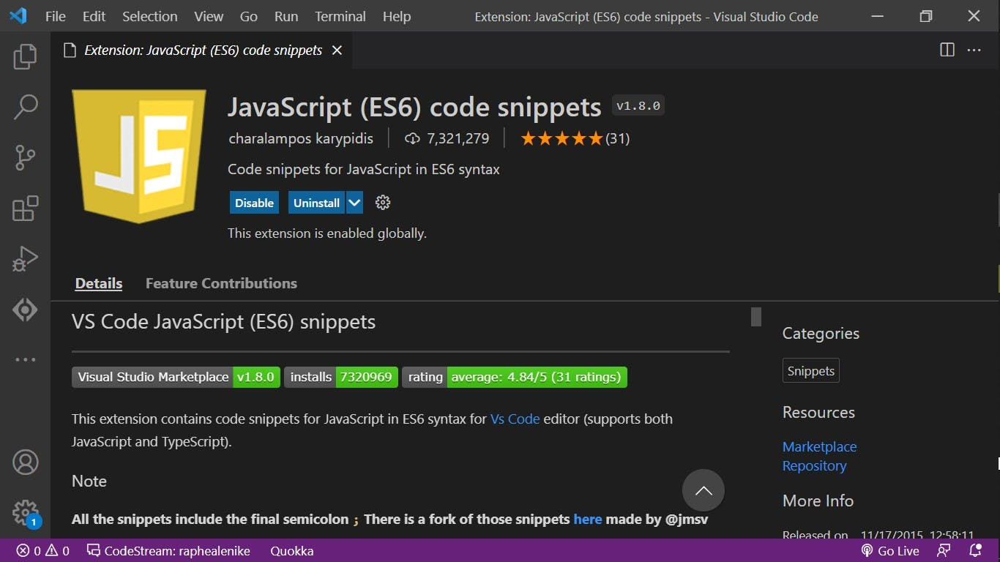 File Edit Selection View Go Run Terminal Help Extension: JavaScript (ES6) code snippets - Visual Studio Code
Extension: JavaScript (ES6) code snippets
JS
JavaScript (ES6) code snippets v1.8.0
charalampos karypidis 7,321,279 (31)
Code snippets for JavaScript in ES6 syntax
Disable Uninstall
This extension is enabled globally.
Details Feature Contributions
VS Code JavaScript (ES6) snippets
Visual Studio Marketplace v1.8.0 installs 7320969 rating average: 4.84/5 (31 ratings)
This extension contains code snippets for JavaScript in ES6 syntax for Vs Code editor (supports both
JavaScript and TypeScript).
Note
All the snippets include the final semicolon ; There is a fork of those snippets here made by @jmsv
Categories
Snippets
Resources
Marketplace
Repository
More Info
Released on 11/17/2015, 12:58:11
1
0 0 CodeStream: raphealenike Quokka Go Live